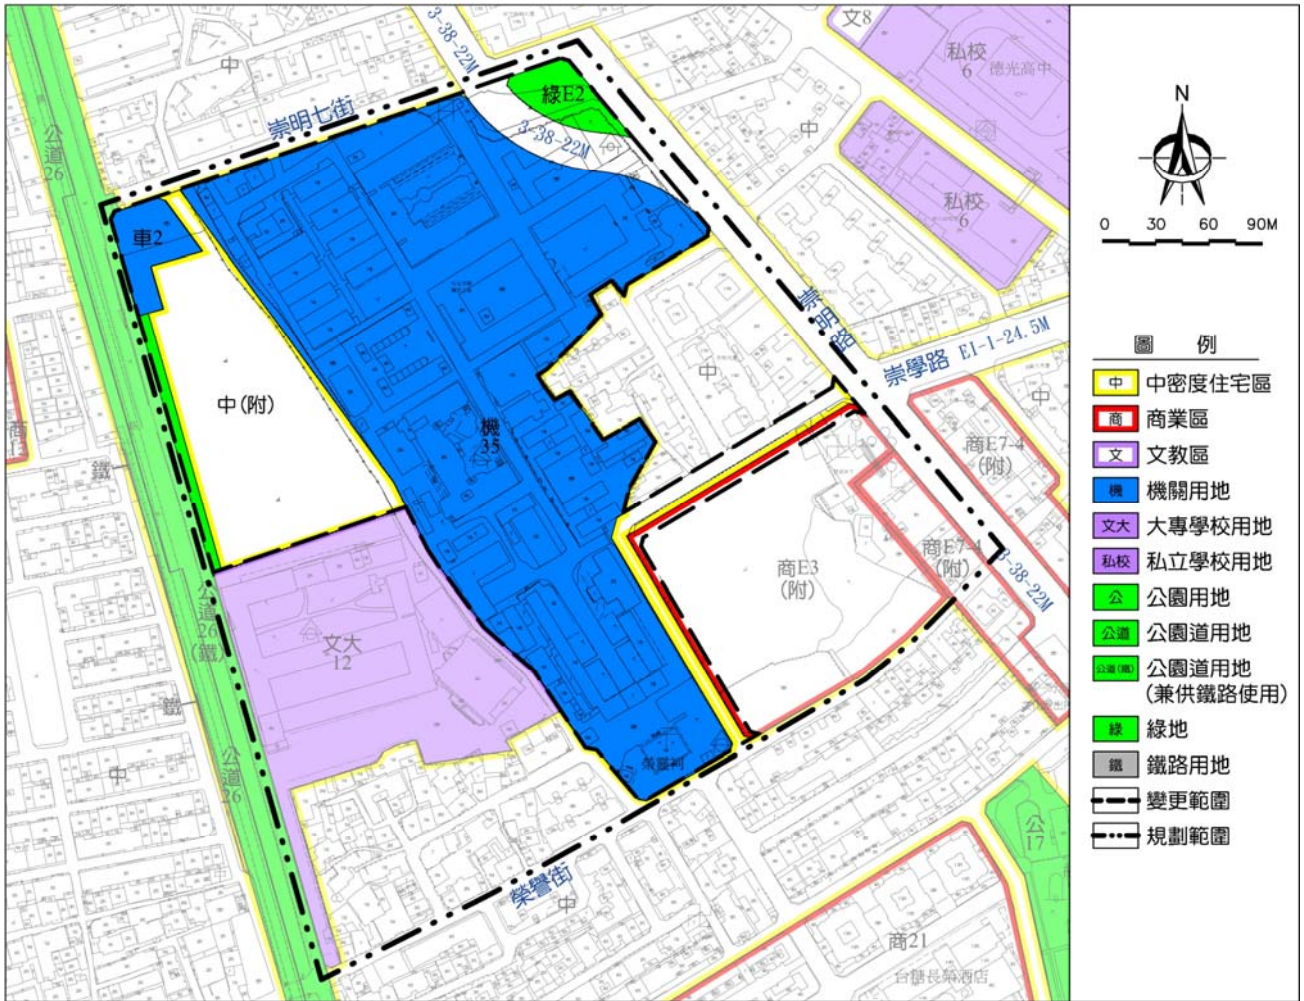 文8
私校
6
德光高中
3-38-22M
中
綠E2
崇明七街
3-38-22M
中
公道
26
私校
6
N
0 30 60 90M
車2
崇明路
崇學路 E1-1-24.5M
圖 例
中 中密度住宅區
商 商業區
文 文教區
機 機關用地
文大 大專學校用地
私校 私立學校用地
公 公園用地
公道 公園道用地
公道(鐵) 公園道用地
(兼供鐵路使用)
綠 綠地
鐵 鐵路用地
變更範圍
規劃範圍
中
中
中(附)
機
35
商
鐵
商E7-4
(附)
商E3
(附)
商E7-4
(附)
3-38-22M
公道
26
(鐵)
文大
12
鐵
公道
26
中
榮譽街
中
公
17
商21
台糖長榮酒店